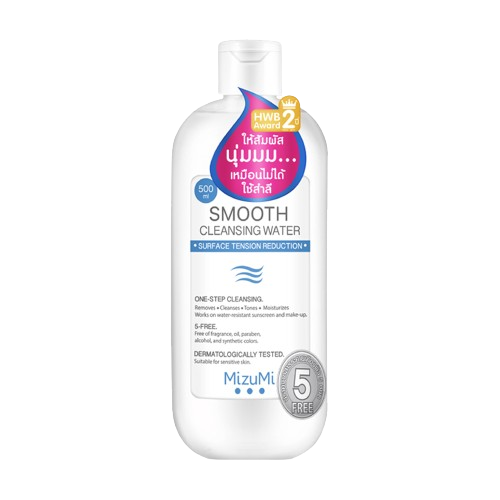 HWB
Award 2 ปี
ให้สัมผัส
นุ่มมม...
เหมือนไม่ได้
ใช้สำลี
500
ml
SMOOTH
CLEANSING WATER
• SURFACE TENSION REDUCTION •
ONE-STEP CLEANSING.
Removes • Cleanses • Tones • Moisturizes
Works on water-resistant sunscreen and make-up.
5-FREE.
Free of fragrance, oil, paraben,
alcohol, and synthetic colors.
DERMATOLOGICALLY TESTED.
Suitable for sensitive skin.
MizuMi
5
FREE